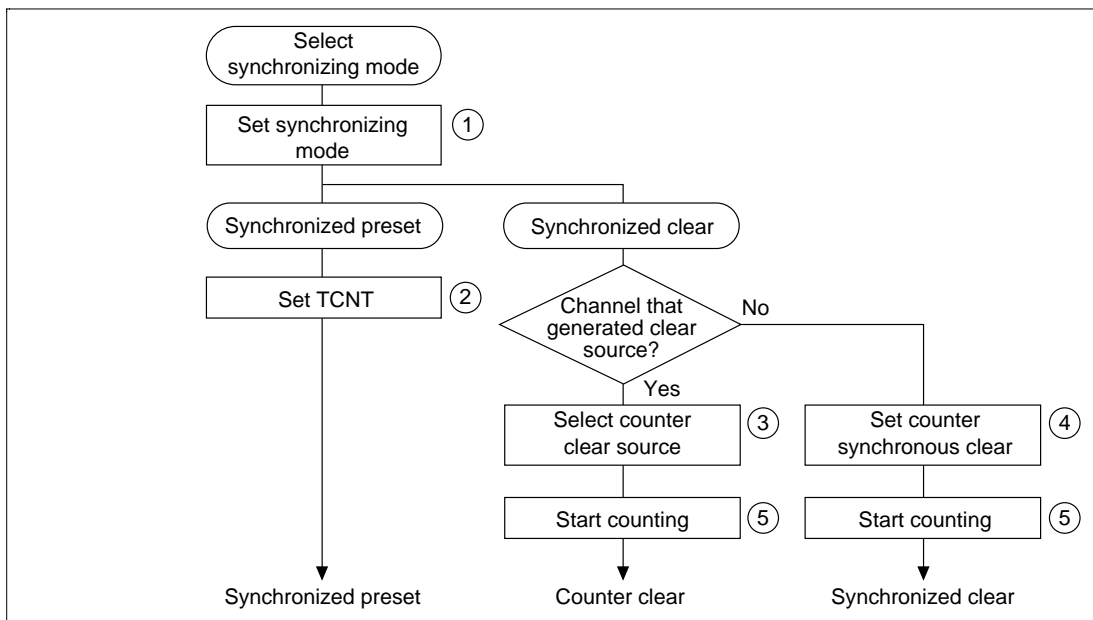 Select
synchronizing mode
Set synchronizing
mode
1
Synchronized preset
Synchronized clear
Set TCNT
2
Channel that
generated clear
source?
No
Yes
Select counter
clear source
3
Set counter
synchronous clear
4
Start counting
5
Start counting
5
Synchronized preset
Counter clear
Synchronized clear